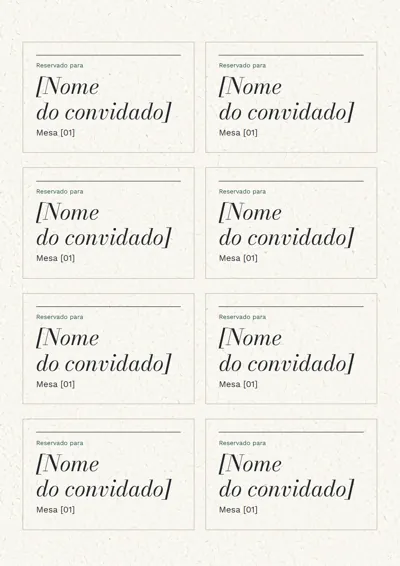 Reservado para
[Nome
do convidado]
Mesa [01]
Reservado para
[Nome
do convidado]
Mesa [01]
Reservado para
[Nome
do convidado]
Mesa [01]
Reservado para
[Nome
do convidado]
Mesa [01]
Reservado para
[Nome
do convidado]
Mesa [01]
Reservado para
[Nome
do convidado]
Mesa [01]
Reservado para
[Nome
do convidado]
Mesa [01]
Reservado para
[Nome
do convidado]
Mesa [01]